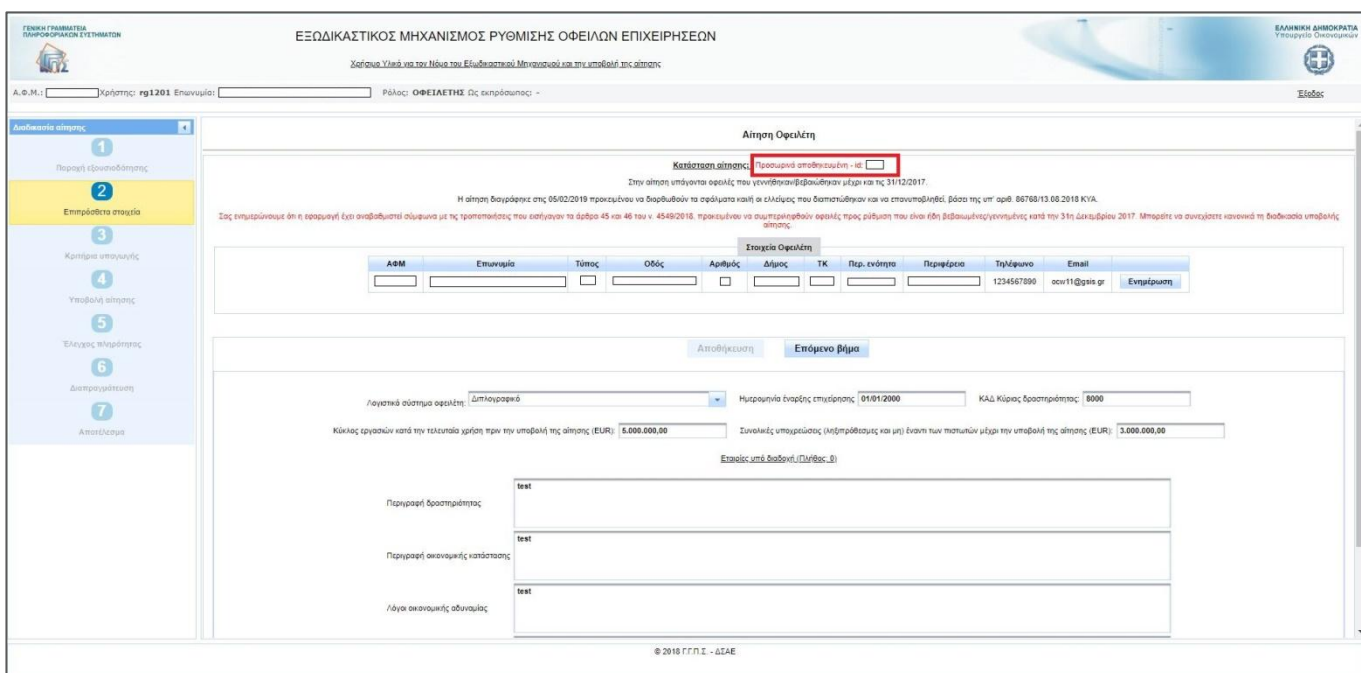 ΓΕΝΙΚΗ ΓΡΑΜΜΑΤΕΙΑ
ΠΛΗΡΟΦΟΡΙΑΚΩΝ ΣΥΣΤΗΜΑΤΩΝ
ΕΞΩΔΙΚΑΣΤΙΚΟΣ ΜΗΧΑΝΙΣΜΟΣ ΡΥΘΜΙΣΗΣ ΟΦΕΙΛΩΝ ΕΠΙΧΕΙΡΗΣΕΩΝ
Χρήσιμο Υλικό για τον Νόμο του Εξωδικαστικού Μηχανισμού και την υποβολή της αίτησης
ΕΛΛΗΝΙΚΗ ΔΗΜΟΚΡΑΤΙΑ
Υπουργείο Οικονομικών
Α.Φ.Μ.: Χρήστης: rg1201 Επωνυμία: Ρόλος: ΟΦΕΙΛΕΤΗΣ Ως εκπρόσωπος: -
Έξοδος
Διαδικασία αίτησης
1
Παροχή εξουσιοδότησης
2
Επιπρόσθετα στοιχεία
3
Κριτήρια υπαγωγής
4
Υποβολή αίτησης
5
Έλεγχος πληρότητας
6
Διαπραγμάτευση
7
Αποτέλεσμα
Αίτηση Οφειλέτη
Κατάσταση αίτησης: Προσωρινά αποθηκευμένη - id:
Στην αίτηση υπάγονται οφειλές που γεννήθηκαν/βεβαιώθηκαν μέχρι και τις 31/12/2017.
Η αίτηση διαγράφηκε στις 05/02/2019 προκειμένου να διορθωθούν τα σφάλματα και/ή οι ελλείψεις που διαπιστώθηκαν και να επανυποβληθεί, βάσει της υπ' αριθ. 86768/13.08.2018 ΚΥΑ.
Σας ενημερώνουμε ότι η εφαρμογή έχει αναβαθμιστεί σύμφωνα με τις τροποποιήσεις που εισήγαγαν τα άρθρα 45 και 46 του ν. 4549/2018, προκειμένου να συμπεριληφθούν οφειλές προς ρύθμιση που είναι ήδη βεβαιωμένες/γεννημένες κατά την 31η Δεκεμβρίου 2017. Μπορείτε να συνεχίσετε κανονικά τη διαδικασία υποβολής
αίτησης.
Στοιχεία Οφειλέτη
ΑΦΜ Επωνυμία Τύπος Οδός Αριθμός Δήμος ΤΚ Περ. ενότητα Περιφέρεια Τηλέφωνο Email
1234567890 ocw11@gsis.gr Ενημέρωση
Αποθήκευση Επόμενο βήμα
Λογιστικό σύστημα οφειλέτη: Διπλογραφικό Ημερομηνία έναρξης επιχείρησης 01/01/2000 ΚΑΔ Κύριας δραστηριότητας: 8000
Κύκλος εργασιών κατά την τελευταία χρήση πριν την υποβολή της αίτησης (EUR): 5.000.000,00 Συνολικές υποχρεώσεις (ληξιπρόθεσμες και μη) έναντι των πιστωτών μέχρι την υποβολή της αίτησης (EUR): 3.000.000,00
Εταιρίες υπό διαδοχή (Πλήθος: 0)
Περιγραφή δραστηριότητας
test
Περιγραφή οικονομικής κατάστασης
test
Λόγοι οικονομικής αδυναμίας
test
© 2018 Γ.Γ.Π.Σ. - ΔΣΑΕ